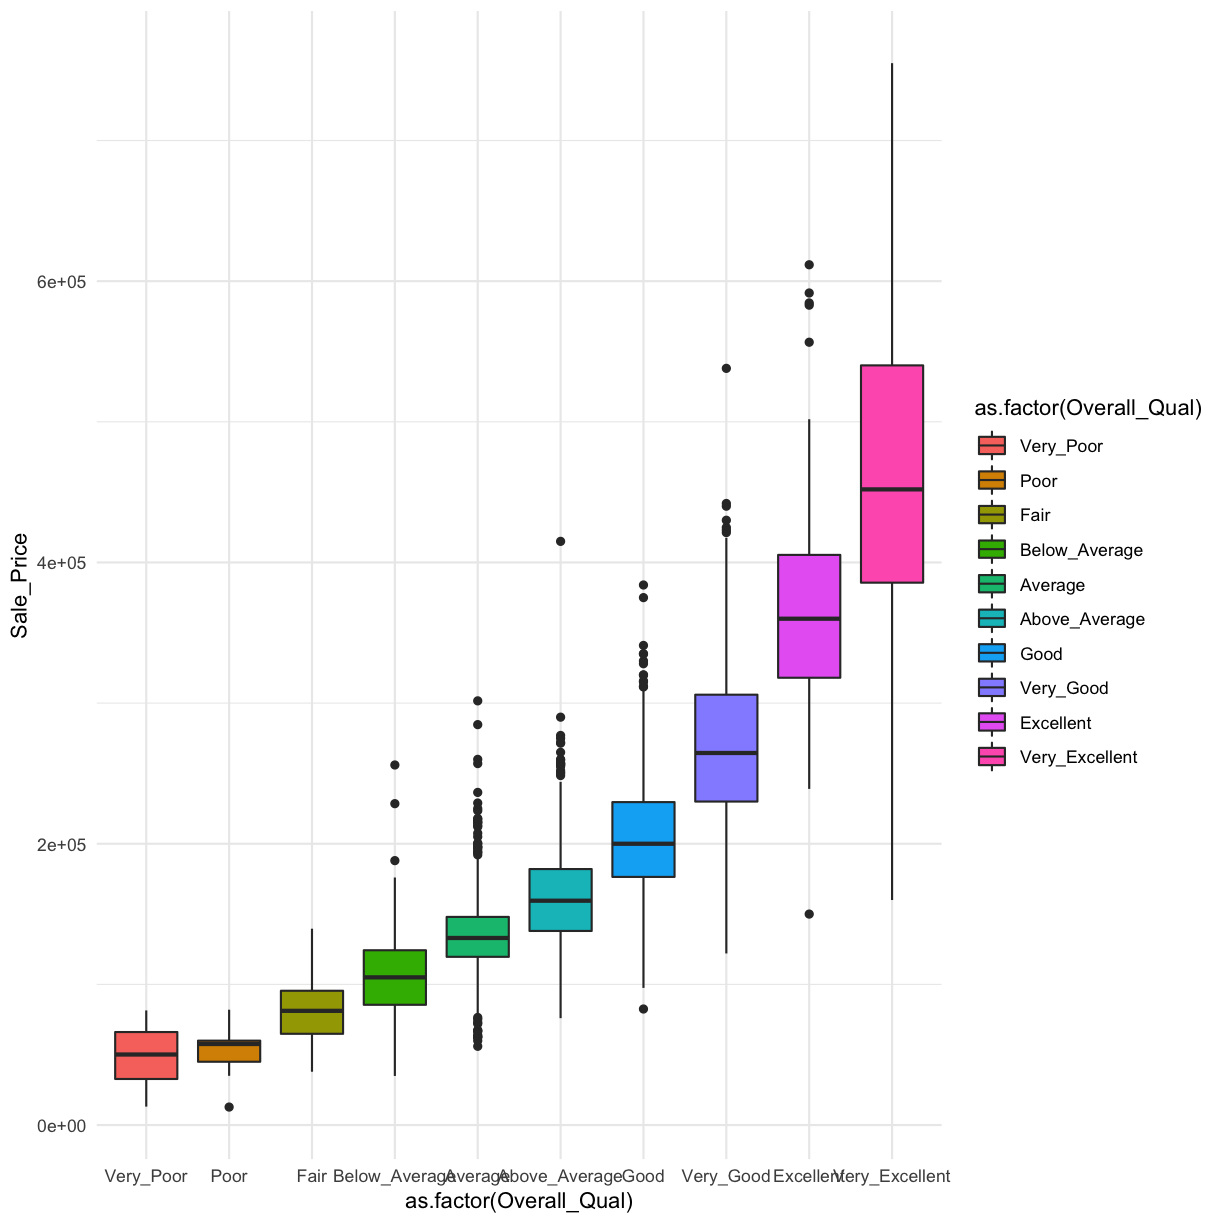 6e+05
4e+05
2e+05
0e+00
Sale_Price
Very_Poor Poor Fair Below_Average Average Above_Average Good Very_Good Excellent Very_Excellent
as.factor(Overall_Qual)
as.factor(Overall_Qual)
Very_Poor
Poor
Fair
Below_Average
Average
Above_Average
Good
Very_Good
Excellent
Very_Excellent